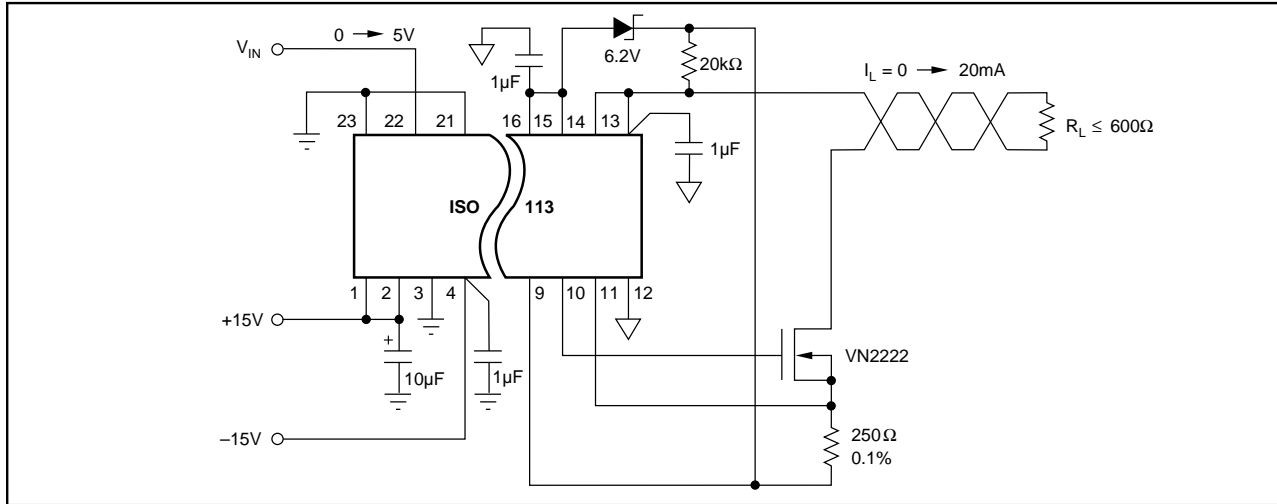 V_IN
0 → 5V
1µF
6.2V
20kΩ
I_L = 0 → 20mA
23 22 21
16 15 14 13
1µF
R_L ≤ 600Ω
ISO 113
1 2 3 4
9 10 11 12
+15V
+
10µF
1µF
VN2222
–15V
250Ω
0.1%